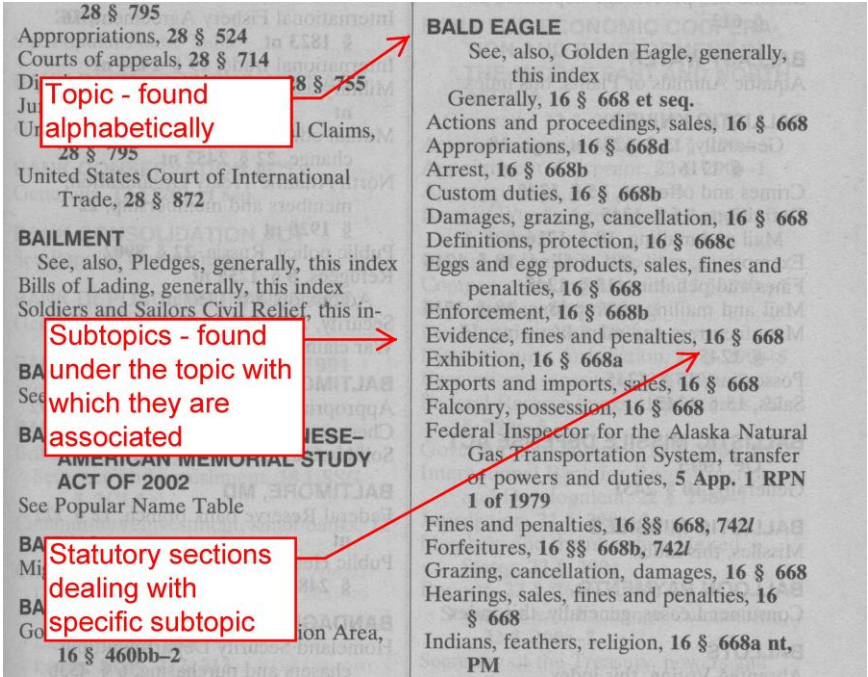 28 § 795
Appropriations, 28 § 524
Courts of appeals, 28 § 714
28 § 755
Topic - found
alphabetically
l Claims,
28 § 795
United States Court of International
Trade, 28 § 872
BAILMENT
See, also, Pledges, generally, this index
Bills of Lading, generally, this index
Soldiers and Sailors Civil Relief, this in-
Subtopics - found
under the topic with
which they are
associated
NESE–
AMERICAN MEMORIAL STUDY
ACT OF 2002
See Popular Name Table
Statutory sections
dealing with
specific subtopic
ion Area,
16 § 460bb–2
BALD EAGLE
See, also, Golden Eagle, generally,
this index
Generally, 16 § 668 et seq.
Actions and proceedings, sales, 16 § 668
Appropriations, 16 § 668d
Arrest, 16 § 668b
Custom duties, 16 § 668b
Damages, grazing, cancellation, 16 § 668
Definitions, protection, 16 § 668c
Eggs and egg products, sales, fines and
penalties, 16 § 668
Enforcement, 16 § 668b
Evidence, fines and penalties, 16 § 668
Exhibition, 16 § 668a
Exports and imports, sales, 16 § 668
Falconry, possession, 16 § 668
Federal Inspector for the Alaska Natural
Gas Transportation System, transfer
of powers and duties, 5 App. 1 RPN
1 of 1979
Fines and penalties, 16 §§ 668, 742l
Forfeitures, 16 §§ 668b, 742l
Grazing, cancellation, damages, 16 § 668
Hearings, sales, fines and penalties, 16
§ 668
Indians, feathers, religion, 16 § 668a nt,
PM